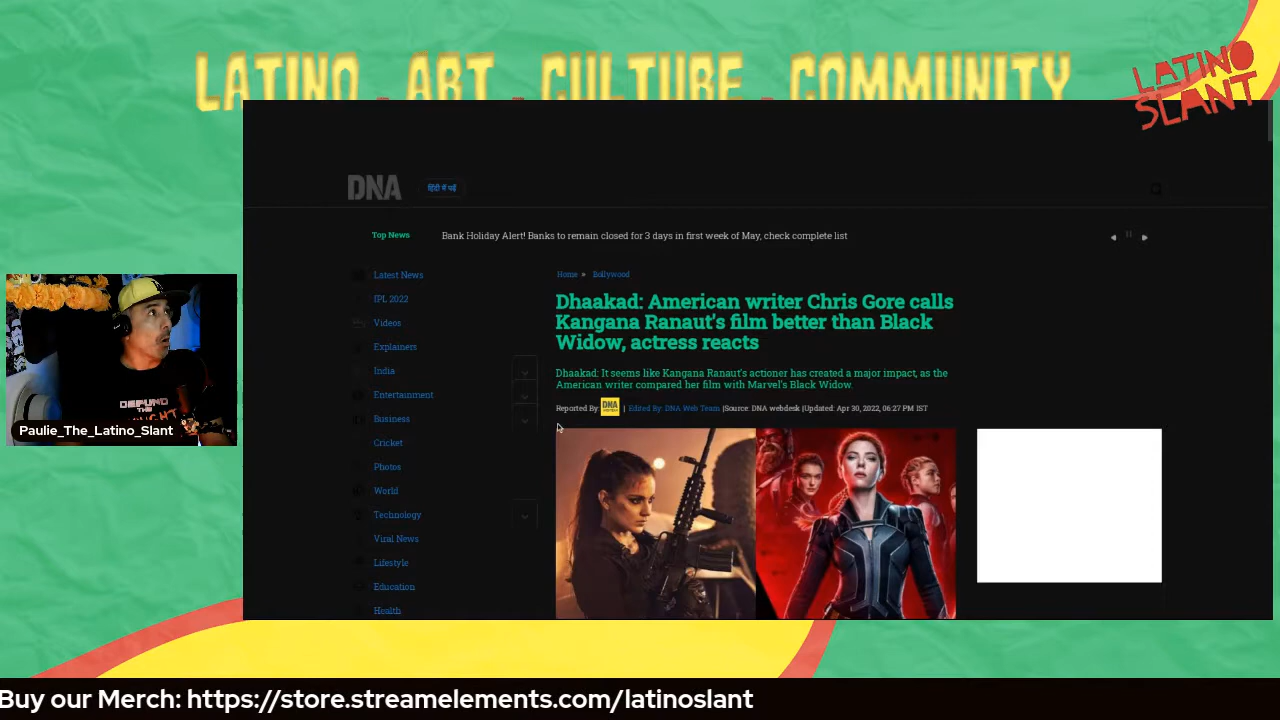 LATINO . ART . CULTURE . COMMUNITY
LATINO
SLANT
DNA
हिंदी में पढ़ें
Top News
Bank Holiday Alert! Banks to remain closed for 3 days in first week of May, check complete list
Latest News
IPL 2022
Videos
Explainers
India
Entertainment
Business
Cricket
Photos
World
Technology
Viral News
Lifestyle
Education
Health
Home » Bollywood
Dhaakad: American writer Chris Gore calls
Kangana Ranaut's film better than Black
Widow, actress reacts
Dhaakad: It seems like Kangana Ranaut's actioner has created a major impact, as the
American writer compared her film with Marvel's Black Widow.
Reported By: DNA | Edited By: DNA Web Team |Source: DNA webdesk |Updated: Apr 30, 2022, 06:27 PM IST
DEFUND
THE
Paulie_The_Latino_Slant
Buy our Merch: https://store.streamelements.com/latinoslant